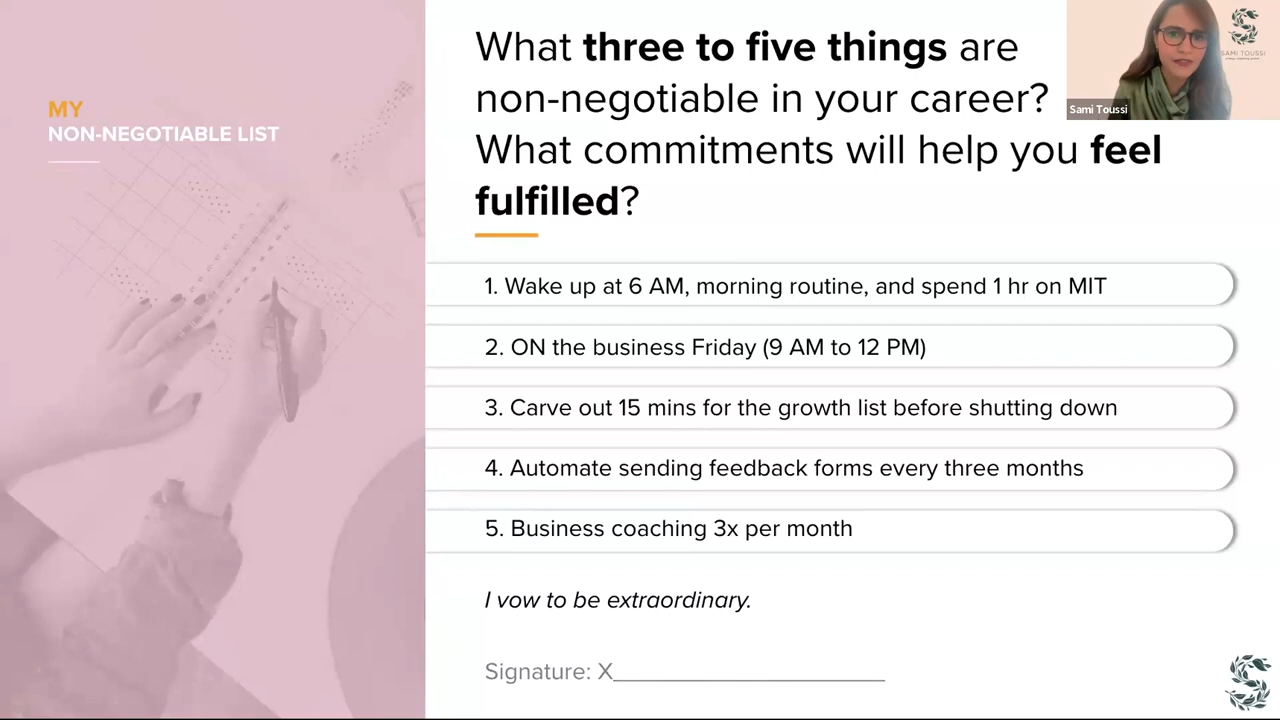 MY
NON-NEGOTIABLE LIST
What three to five things are
non-negotiable in your career?
What commitments will help you feel
fulfilled?
1. Wake up at 6 AM, morning routine, and spend 1 hr on MIT
2. ON the business Friday (9 AM to 12 PM)
3. Carve out 15 mins for the growth list before shutting down
4. Automate sending feedback forms every three months
5. Business coaching 3x per month
I vow to be extraordinary.
Signature: X____________________
SAMI TOUSSI
Sami Toussi